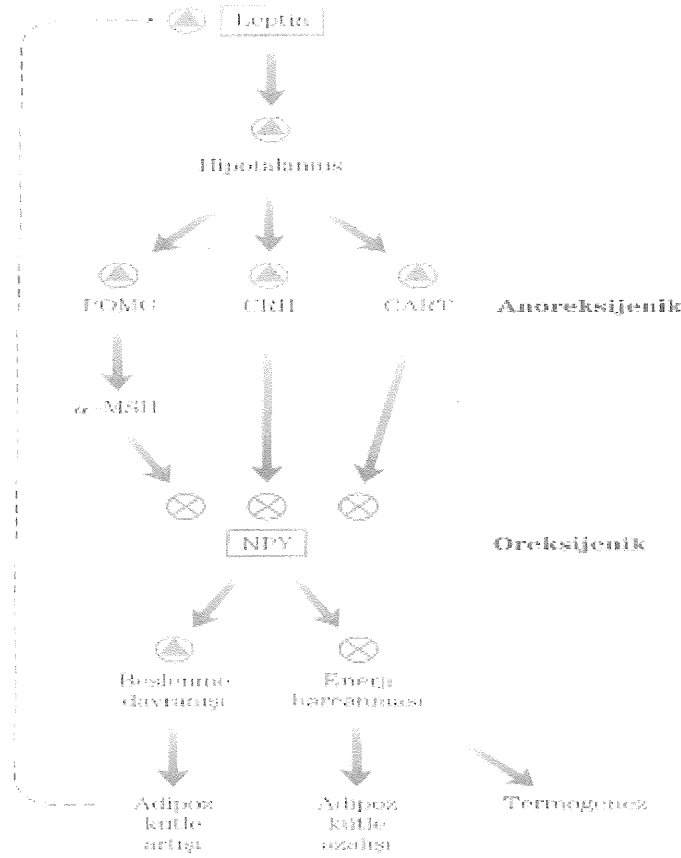 Leptin
Hipotalamus
POMC CRH CART Anoreksijenik
α-MSH
NPY Oreksijenik
Beslenme Energi
davranışı harcanması
Adipoz Adipoz Termogenez
kütle kütle
artışı azalışı